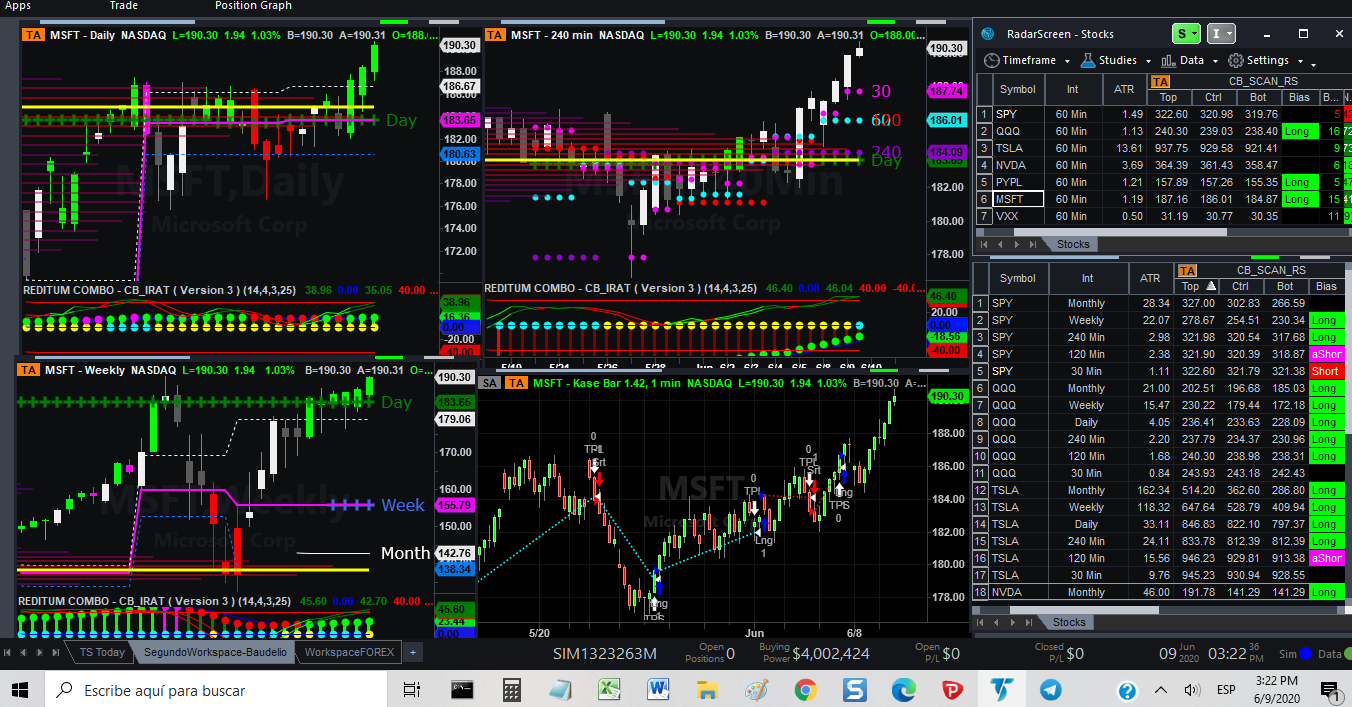 Apps Trade Position Graph
TA MSFT - Daily NASDAQ L=190.30 1.94 1.03% B=190.30 A=190.31 O=188....
190.30
188.00
186.67
183.65
182.00
180.63
178.00
176.00
174.00
172.00
Day
MSFT,Daily
Microsoft Corp
REDITUM COMBO - CB_IRAT ( Version 3 ) (14,4,3,25) 38.96 0.00 35.05 40.00 ...
38.96
16.36
0.00
-20.00
-40.00
TA MSFT - 240 min NASDAQ L=190.30 1.94 1.03% B=190.30 A=190.31 O=188.00...
190.30
187.74
186.01
184.09
182.00
180.00
178.00
30
240
Day
Microsoft Corp
REDITUM COMBO - CB_IRAT ( Version 3 ) (14,4,3,25) 46.40 0.00 46.04 40.00 -40.0...
46.40
20.00
0.00
-18.56
-40.00
5/19 5/21 5/26 5/28 Jun 6/2 6/3 6/4 6/5 6/8 6/9 6/10
TA MSFT - Weekly NASDAQ L=190.30 1.94 1.03% B=190.30 A=190.31 O=...
190.30
183.65
179.06
170.00
160.00
155.79
150.00
142.76
138.34
Day
Week
Month
MSFT,Weekly
Microsoft Corp
REDITUM COMBO - CB_IRAT ( Version 3 ) (14,4,3,25) 45.60 0.00 42.70 40.00 ...
45.60
23.44
0.00
SA TA MSFT - Kase Bar 1.42, 1 min NASDAQ L=190.30 1.94 1.03% B=190.30 A=...
190.30
188.00
186.00
184.00
182.00
180.00
178.00
0
Srt
0
TPL
Lng
1
0
Srt
Lng
TPS
0
Lng
TPS
5/20 Jun 6/8
RadarScreen - Stocks S I
Timeframe Studies Data Settings
Symbol Int ATR TA CB_SCAN_RS
Top Ctrl Bot Bias B...
1 SPY 60 Min 1.49 322.60 320.98 319.76 5
2 QQQ 60 Min 1.13 240.30 239.03 238.40 Long 16
3 TSLA 60 Min 13.61 937.75 929.58 921.41 9
4 NVDA 60 Min 3.69 364.39 361.43 358.47 6
5 PYPL 60 Min 1.21 157.89 157.26 155.35 Long 5
6 MSFT 60 Min 1.19 187.16 186.01 184.87 Long 15
7 VXX 60 Min 0.50 31.19 30.77 30.35 11
Stocks
Symbol Int ATR TA CB_SCAN_RS
Top Ctrl Bot Bias
1 SPY Monthly 28.34 327.00 302.83 266.59
2 SPY Weekly 22.07 278.67 254.51 230.34 Long
3 SPY 240 Min 2.98 321.98 320.54 317.68 Long
4 SPY 120 Min 2.38 321.90 320.39 318.87 aShor
5 SPY 30 Min 1.11 322.60 321.79 321.38 Short
6 QQQ Monthly 21.00 202.51 196.68 185.03 Long
7 QQQ Weekly 15.47 230.22 179.44 172.18 Long
8 QQQ Daily 4.05 236.41 233.63 228.09 Long
9 QQQ 240 Min 2.20 237.79 234.37 230.96 Long
10 QQQ 120 Min 1.68 240.30 238.98 238.31 Long
11 QQQ 30 Min 0.84 243.93 243.18 242.43
12 TSLA Monthly 162.34 514.20 362.60 286.80 Long
13 TSLA Weekly 118.32 647.64 528.79 409.94 Long
14 TSLA Daily 33.11 846.83 822.10 797.37 Long
15 TSLA 240 Min 24.11 833.78 812.39 812.39 Long
16 TSLA 120 Min 15.56 946.23 929.81 913.38 aShor
17 TSLA 30 Min 9.76 945.23 930.94 928.55
18 NVDA Monthly 46.00 191.78 141.29 141.29 Long
Stocks
TS Today SegundoWorkspace-Baudelio WorkspaceFOREX +
SIM1323263M Open Positions 0 Buying Power $4,002,424 Open P/L $0 Closed P/L $0 09 Jun 2020 03:22 36 PM Sim Data
Escribe aquí para buscar
ESP 3:22 PM
6/9/2020
1